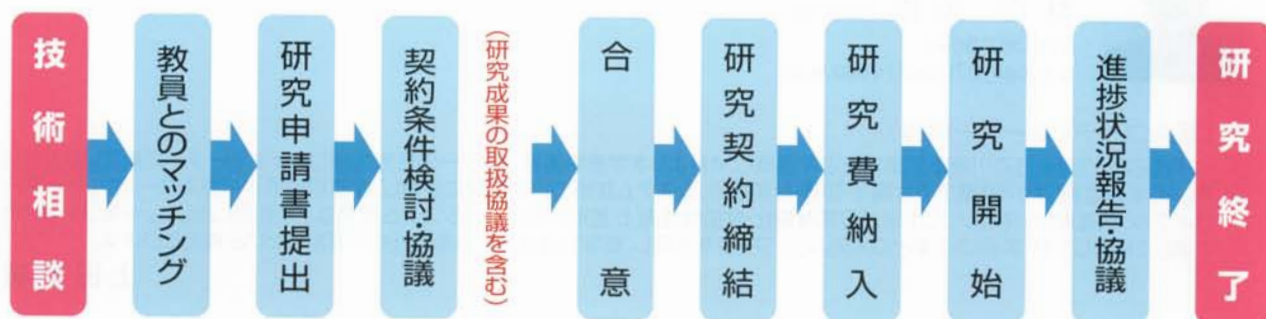 技術相談
教員とのマッチング
研究申請書提出
契約条件検討・協議
(研究成果の取扱協議を含む)
合意
研究契約締結
研究費納入
研究開始
進捗状況報告・協議
研究終了